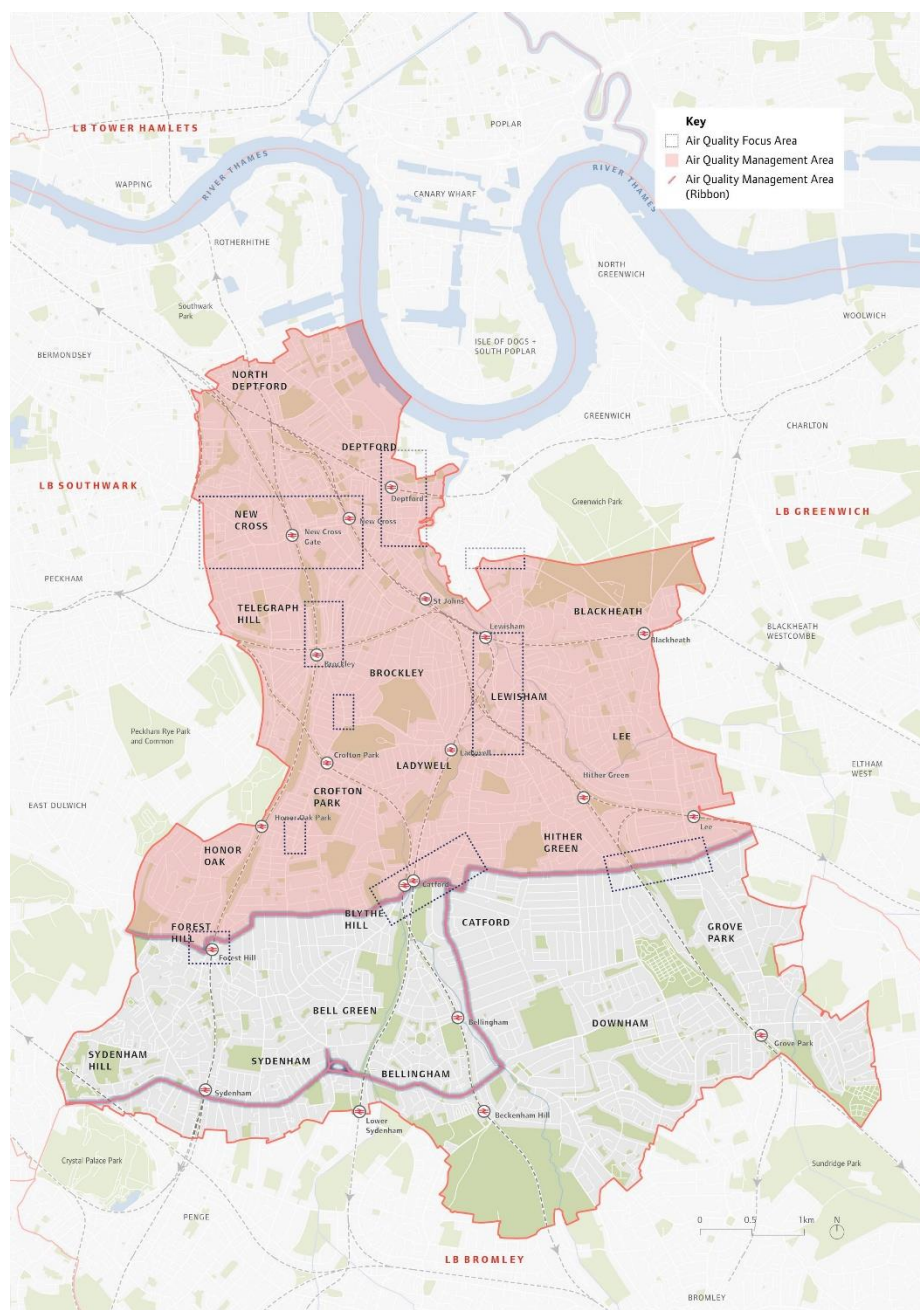 LB TOWER HAMLETS
POPLAR
Key
Air Quality Focus Area
Air Quality Management Area
Air Quality Management Area
(Ribbon)
WAPPING
RIVER THAMES
CANARY WHARF
RIVER THAMES
ROTHERHITHE
NORTH
GREENWICH
Southwark
Park
WOOLWICH
BERMONDSEY
ISLE OF DOGS +
SOUTH POPLAR
NORTH
DEPTFORD
GREENWICH
CHARLTON
DEPTFORD
LB SOUTHWARK
Deptford
Greenwich Park
LB GREENWICH
NEW
CROSS
New Cross
New Cross
Gate
PECKHAM
St Johns
TELEGRAPH
HILL
BLACKHEATH
Lewisham
Blackheath
BLACKHEATH
WESTCOMBE
Brockley
BROCKLEY
LEWISHAM
Peckham Rye Park
and Common
LEE
Crofton Park
LADYWELL
Ladywell
ELTHAM
WEST
Hither Green
CROFTON
PARK
EAST DULWICH
Honor Oak Park
Lee
HONOR
OAK
HITHER
GREEN
Catford
BLYTHE
HILL
CATFORD
FOREST
HILL
GROVE
PARK
Forest Hill
BELL GREEN
Bellingham
DOWNHAM
Grove Park
SYDENHAM
HILL
SYDENHAM
BELLINGHAM
Sydenham
Lower
Sydenham
Beckenham Hill
Crystal Palace Park
Sundridge Park
PENGE
0 0.5 1km N
LB BROMLEY
BROMLEY